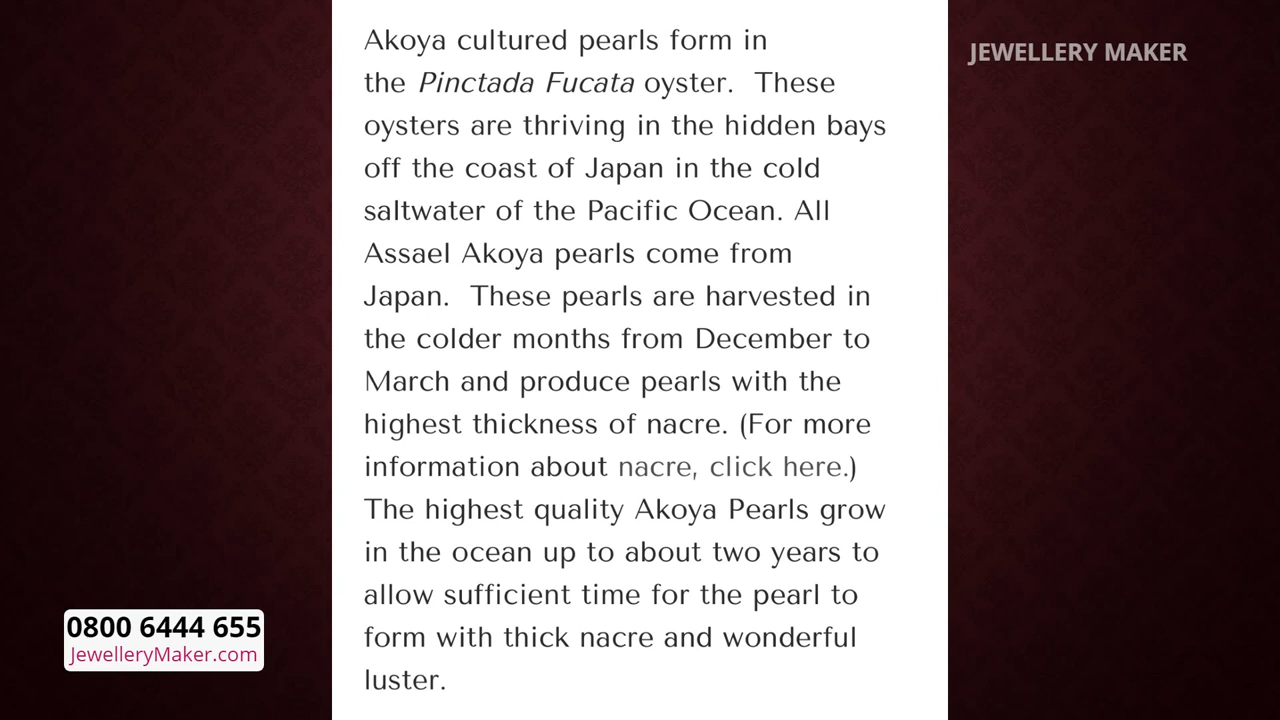 Akoya cultured pearls form in
the Pinctada Fucata oyster. These
oysters are thriving in the hidden bays
off the coast of Japan in the cold
saltwater of the Pacific Ocean. All
Assael Akoya pearls come from
Japan. These pearls are harvested in
the colder months from December to
March and produce pearls with the
highest thickness of nacre. (For more
information about nacre, click here.)
The highest quality Akoya Pearls grow
in the ocean up to about two years to
allow sufficient time for the pearl to
form with thick nacre and wonderful
luster.
JEWELLERY MAKER
0800 6444 655
JewelleryMaker.com